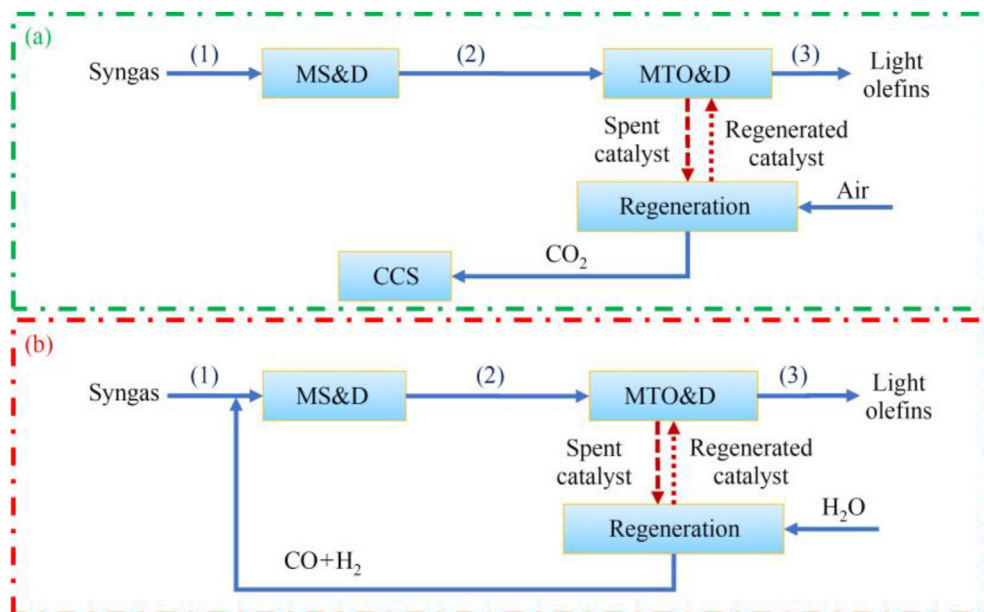 (a)
(1)
(2)
(3)
Syngas
MS&D
MTO&D
Light
olefins
Spent
catalyst
Regenerated
catalyst
Regeneration
Air
CO₂
CCS
(b)
(1)
(2)
(3)
Syngas
MS&D
MTO&D
Light
olefins
Spent
catalyst
Regenerated
catalyst
Regeneration
H₂O
CO+H₂